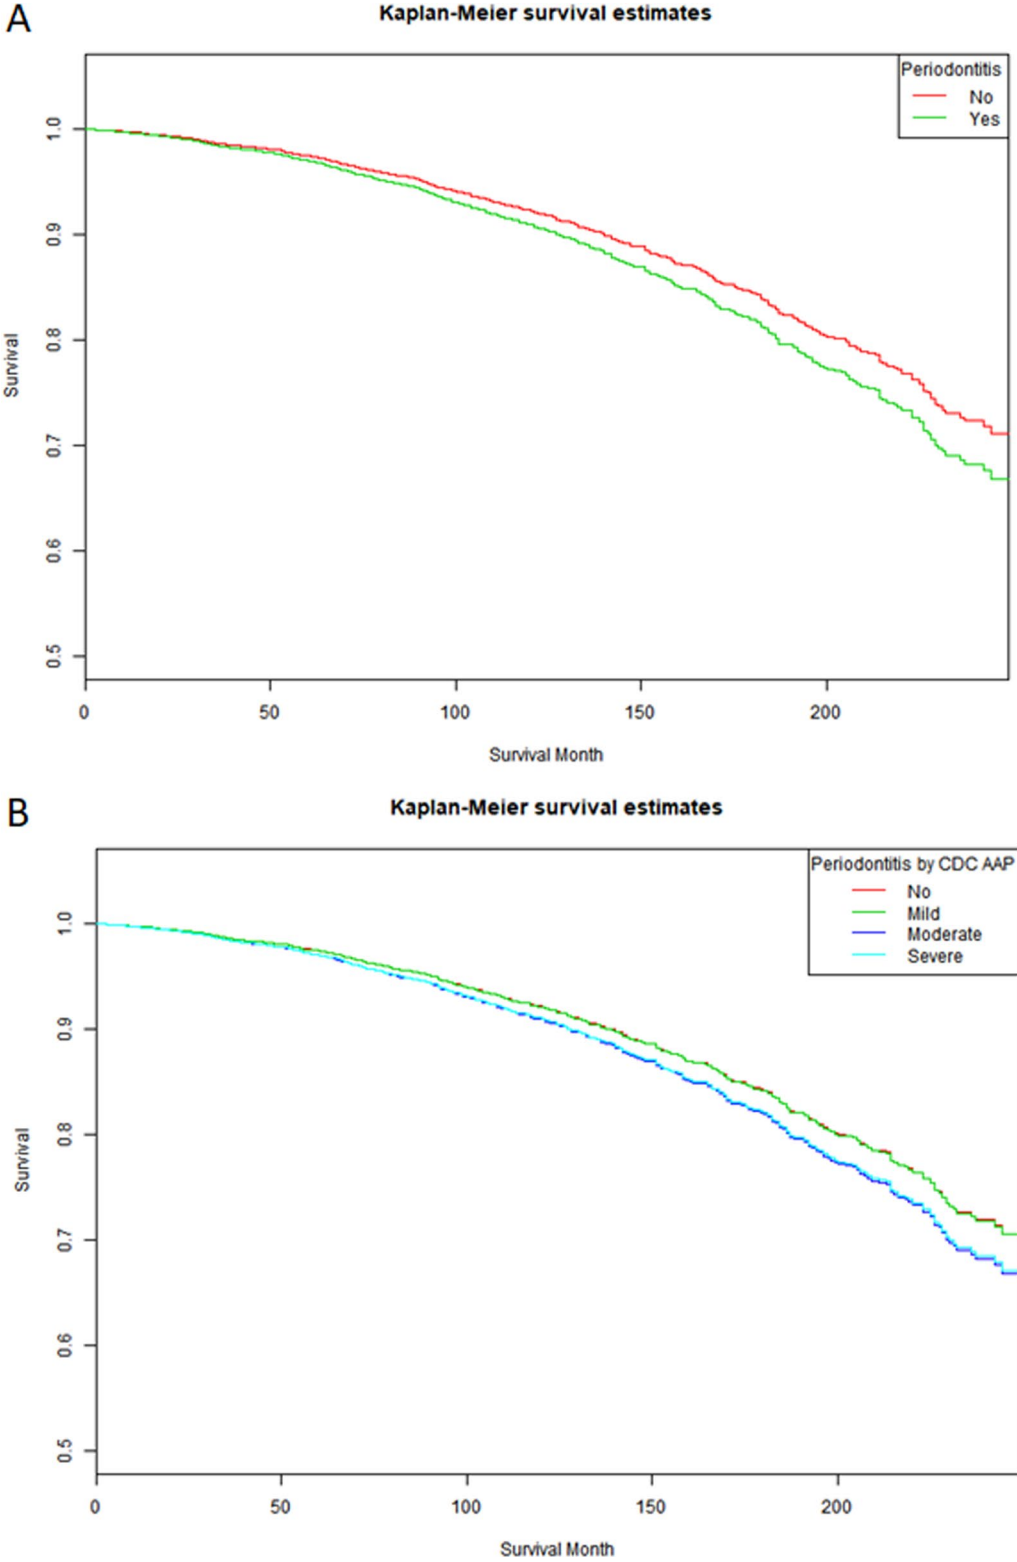 A
Kaplan-Meier survival estimates
Periodontitis
No
Yes
1.0
0.9
0.8
0.7
0.6
0.5
Survival
0 50 100 150 200
Survival Month
B
Kaplan-Meier survival estimates
Periodontitis by CDC AAP
No
Mild
Moderate
Severe
1.0
0.9
0.8
0.7
0.6
0.5
Survival
0 50 100 150 200
Survival Month